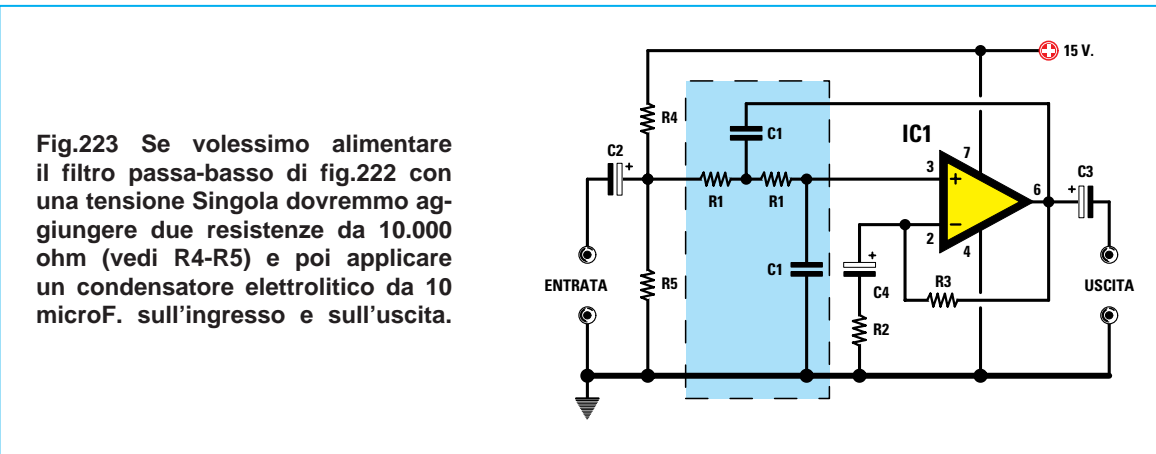 Fig.223 Se volessimo alimentare
il filtro passa-basso di fig.222 con
una tensione Singola dovremmo ag-
giungere due resistenze da 10.000
ohm (vedi R4-R5) e poi applicare
un condensatore elettrolitico da 10
microF. sull'ingresso e sull'uscita.
15 V.
R4
C1
IC1
C2
+
7
3
+
R1
R1
6
+
C3
−
2
4
+
C1
C4
R3
ENTRATA
R5
USCITA
R2